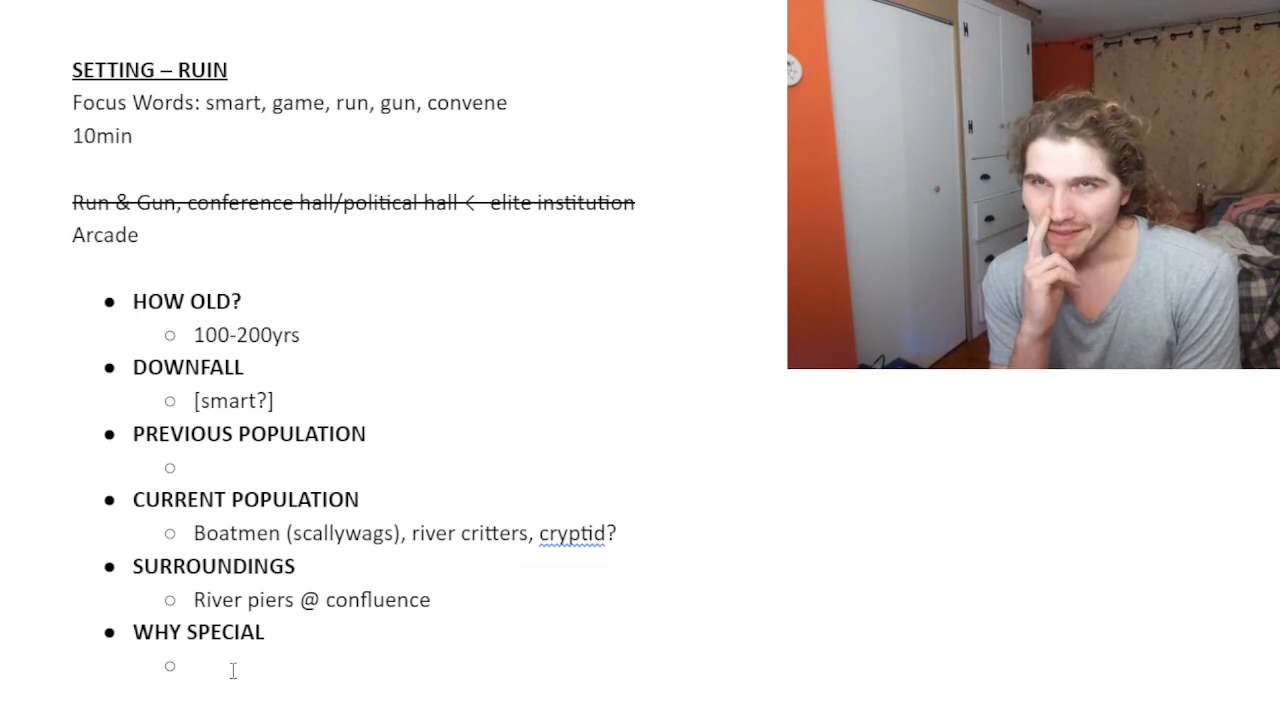 SETTING – RUIN
Focus Words: smart, game, run, gun, convene
10min
Run & Gun, conference hall/political hall <- elite institution
Arcade
● HOW OLD?
○ 100-200yrs
● DOWNFALL
○ [smart?]
● PREVIOUS POPULATION
○
● CURRENT POPULATION
○ Boatmen (scallywags), river critters, cryptid?
● SURROUNDINGS
○ River piers @ confluence
● WHY SPECIAL
○